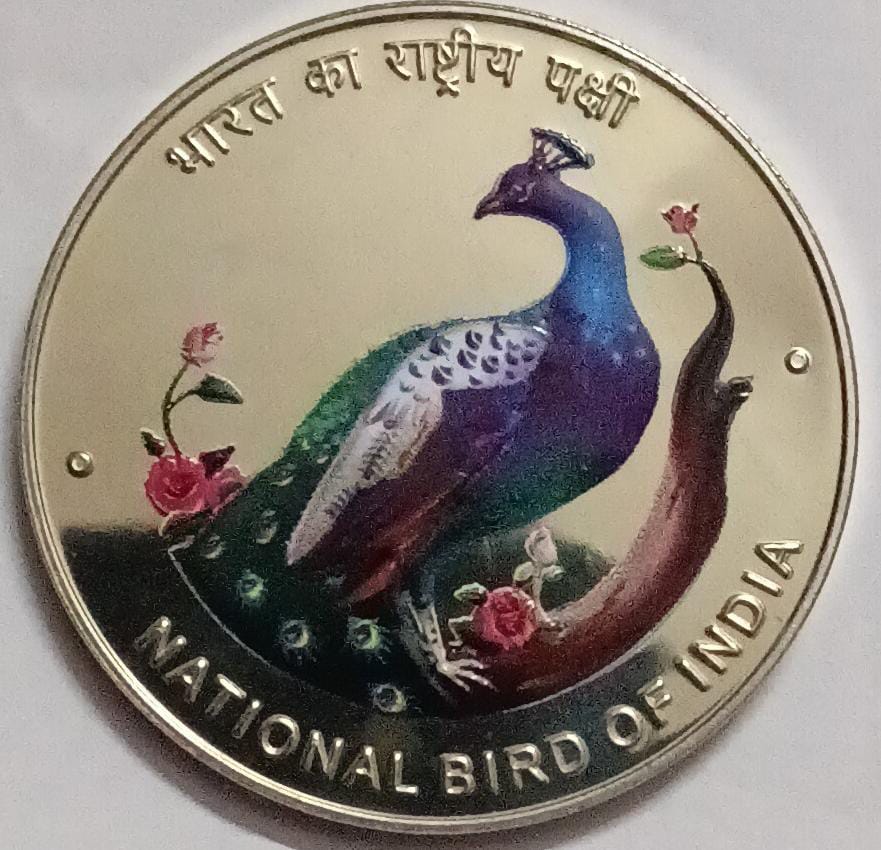 भारत का राष्ट्रीय पक्षी
NATIONAL BIRD OF INDIA